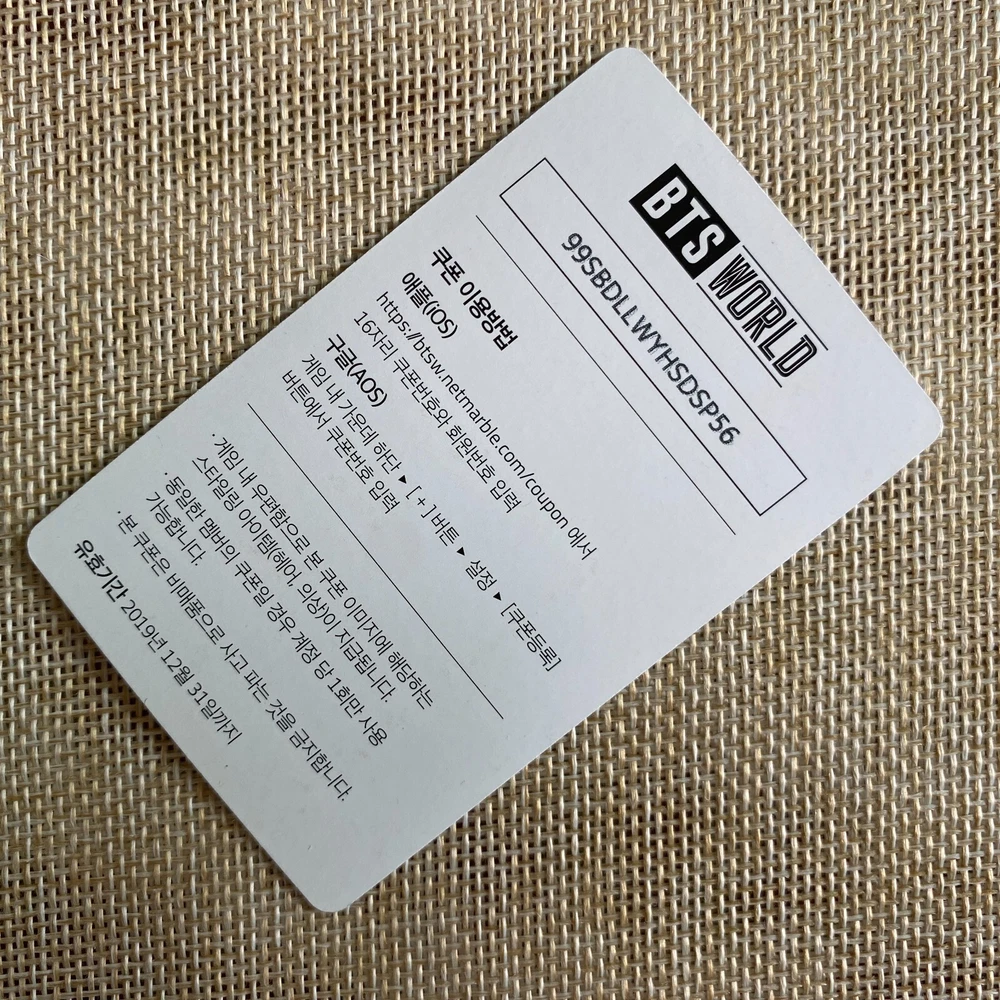 BTS WORLD
99SBDLLWYHSDSP56
쿠폰 이용방법
애플(iOS)
https://btsw.netmarble.com/coupon 에서
16자리 쿠폰번호와 회원번호 입력
구글(AOS)
게임 내 가운데 하단 ▸ [ + ] 버튼 ▸ 설정 ▸ [쿠폰등록]
버튼에서 쿠폰번호 입력
· 게임 내 우편함으로 본 쿠폰 이미지에 해당하는
스타일링 아이템(헤어, 의상)이 지급됩니다.
· 동일한 멤버의 쿠폰일 경우 계정 당 1회만 사용
가능합니다.
· 본 쿠폰은 비매품으로 사고 파는 것을 금지합니다.
유효기간 2019년 12월 31일까지